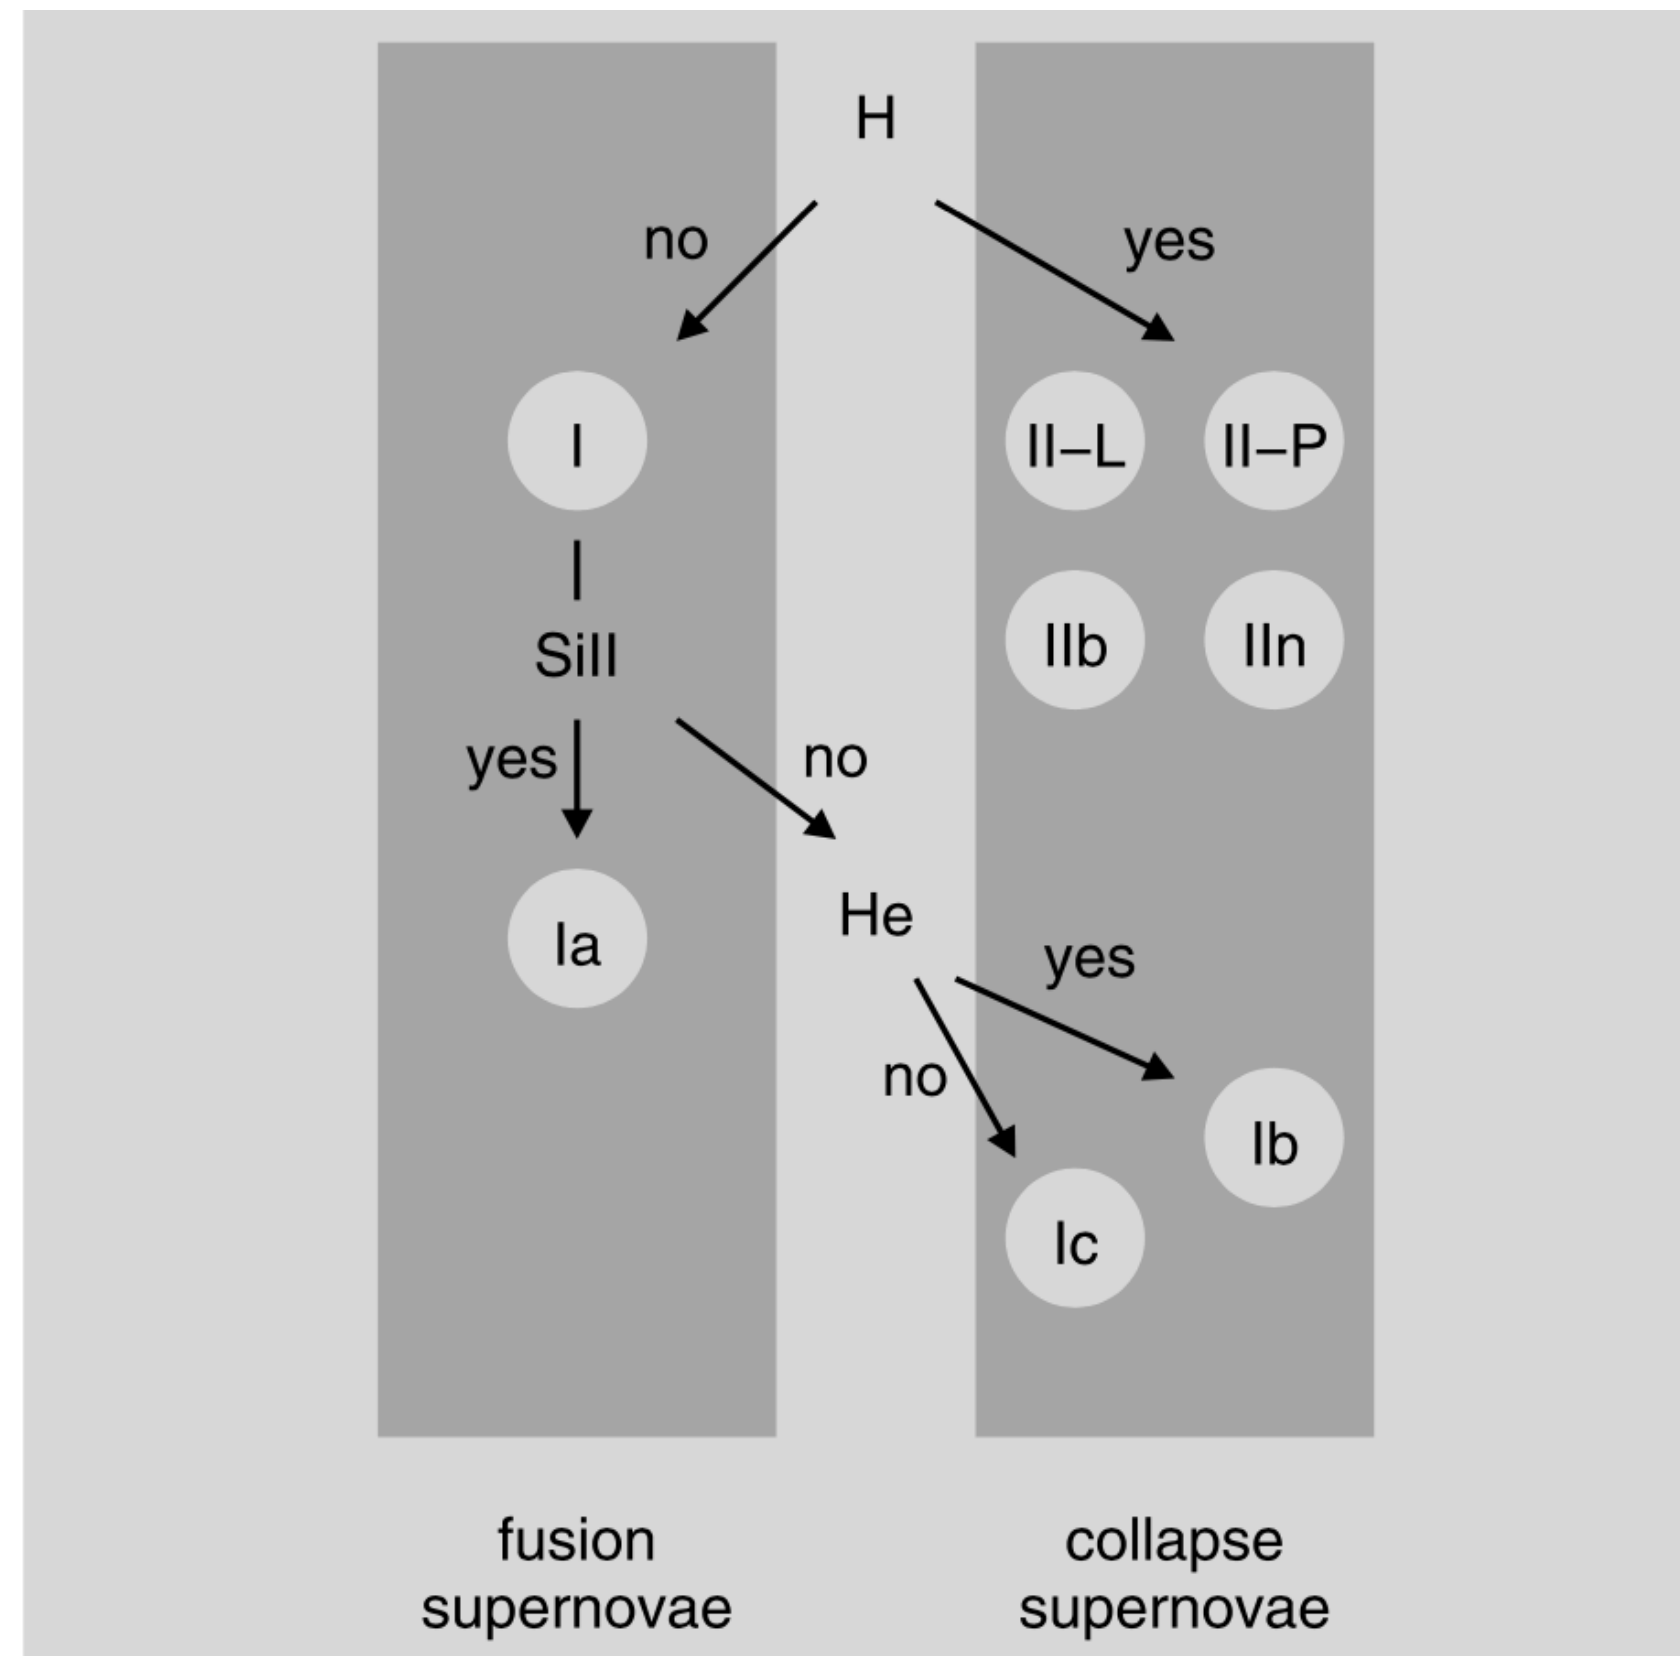 H
no
yes
I
II–L
II–P
SiII
IIb
IIn
yes
no
He
Ia
yes
no
Ib
Ic
fusion
supernovae
collapse
supernovae